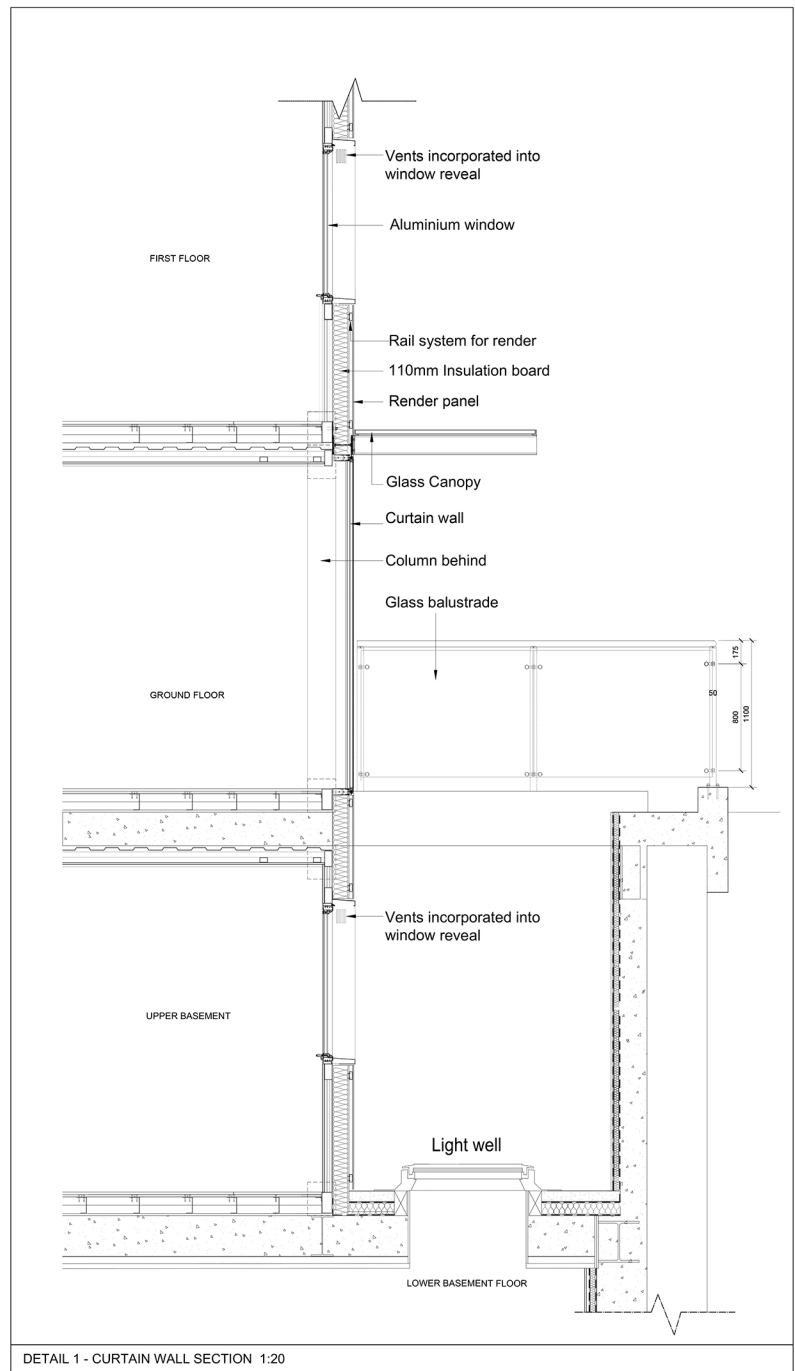 Vents incorporated into
window reveal
Aluminium window
FIRST FLOOR
Rail system for render
110mm Insulation board
Render panel
Glass Canopy
Curtain wall
Column behind
Glass balustrade
175
50
800
1100
GROUND FLOOR
Vents incorporated into
window reveal
UPPER BASEMENT
Light well
LOWER BASEMENT FLOOR
DETAIL 1 - CURTAIN WALL SECTION 1:20